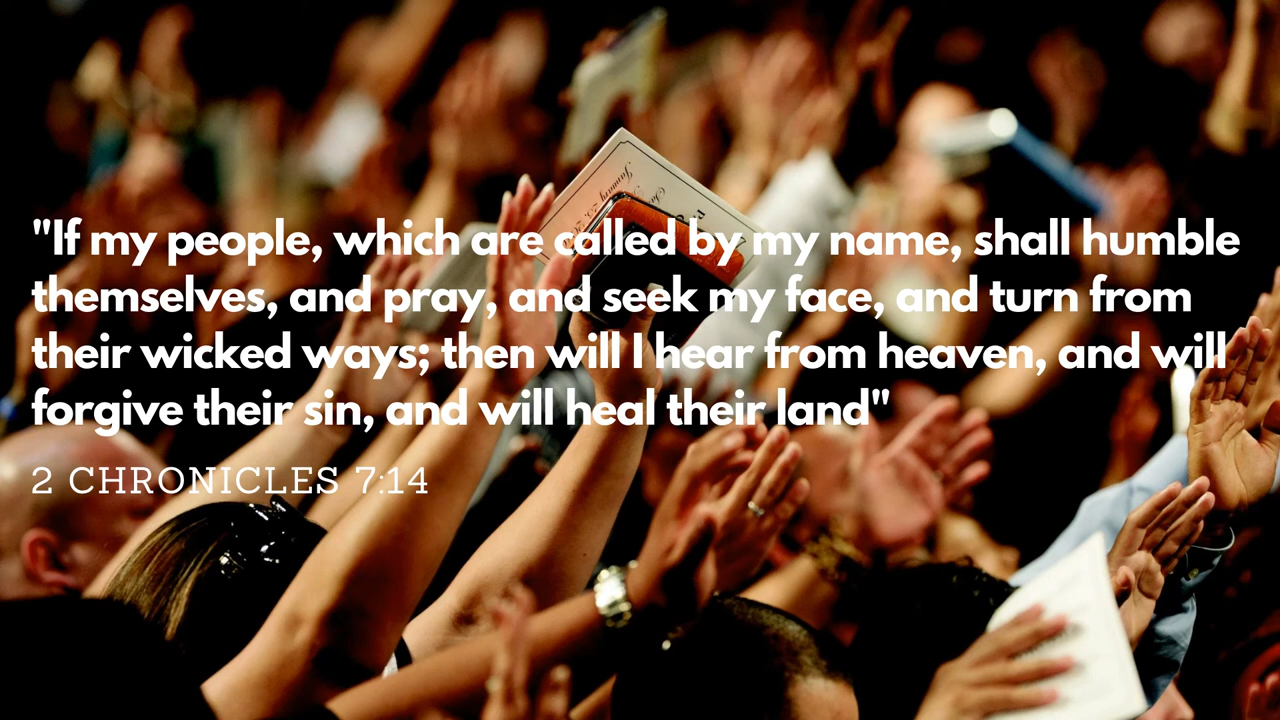 "If my people, which are called by my name, shall humble
themselves, and pray, and seek my face, and turn from
their wicked ways; then will I hear from heaven, and will
forgive their sin, and will heal their land"
2 CHRONICLES 7:14